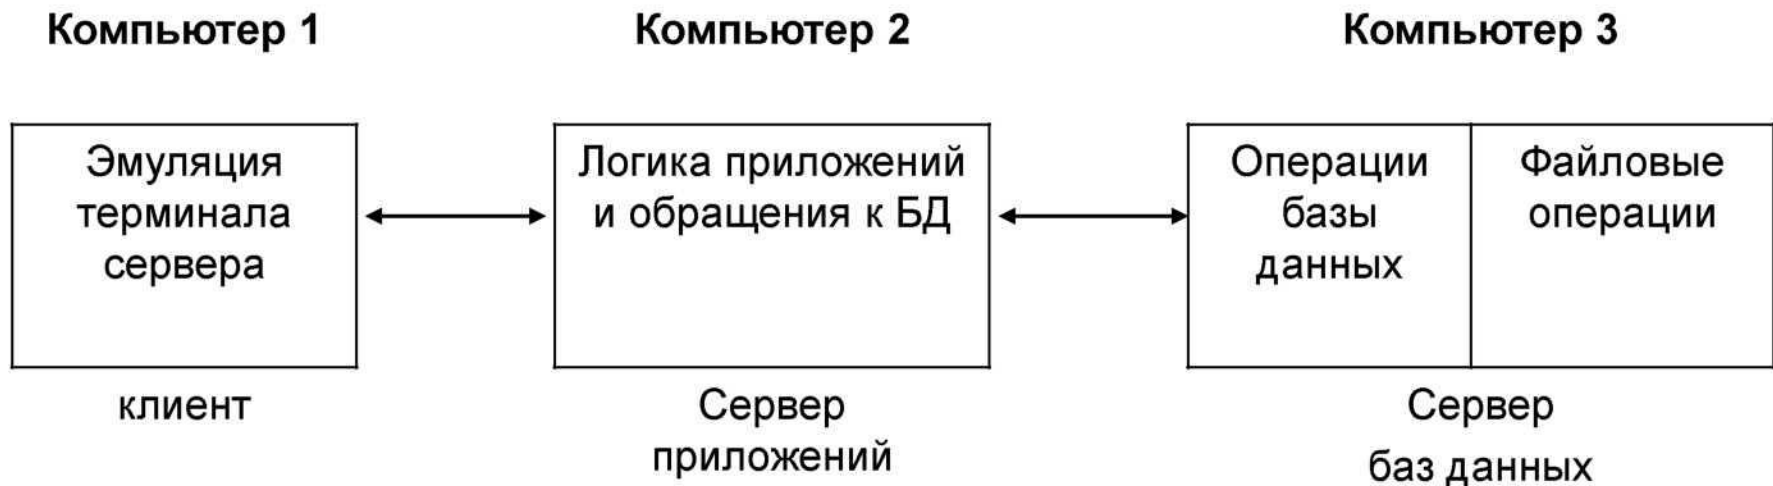 Компьютер 1
Компьютер 2
Компьютер 3
Эмуляция
терминала
сервера
Логика приложений
и обращения к БД
Операции
базы
данных
Файловые
операции
клиент
Сервер
приложений
Сервер
баз данных